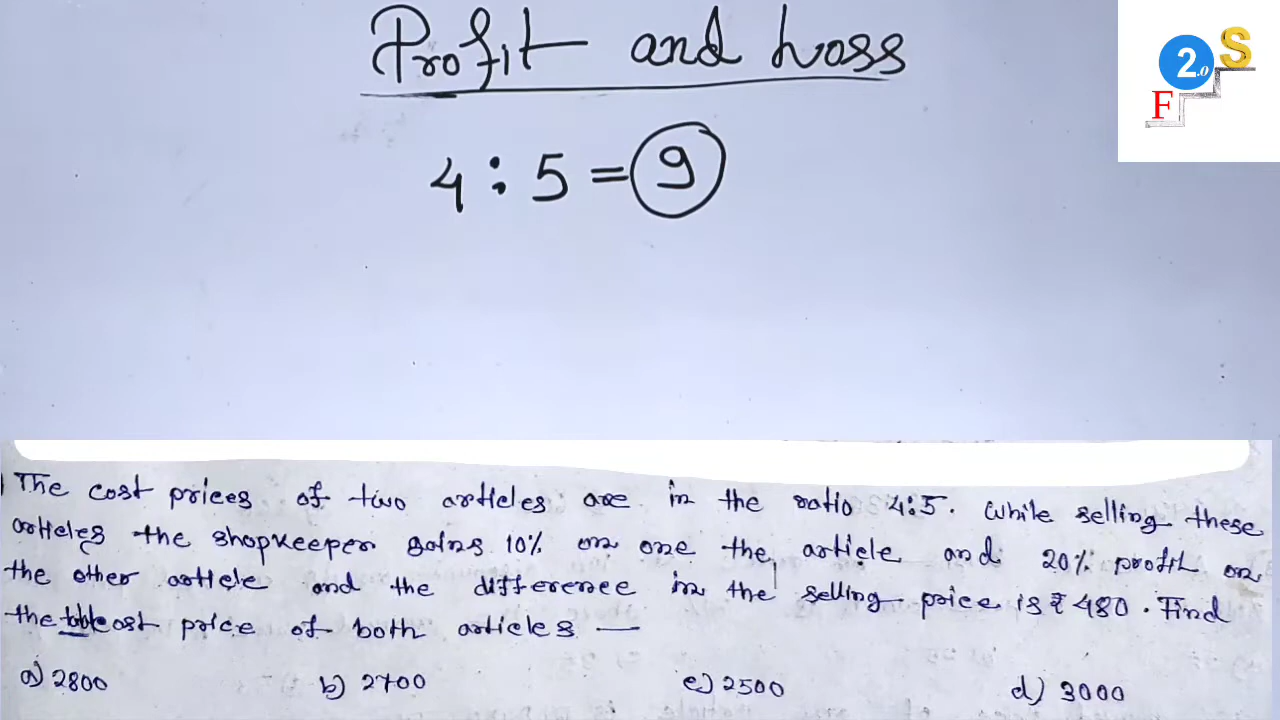 Profit and Loss
2.0 S
F
4 : 5 = 9
The cost prices of two articles are in the ratio 4:5. While selling these
articles the shopkeeper gains 10% on one the article and 20% profit on
the other article and the difference in the selling price is ₹ 480. Find
the cost price of both articles —
a) 2800 b) 2700 c) 2500 d) 3000